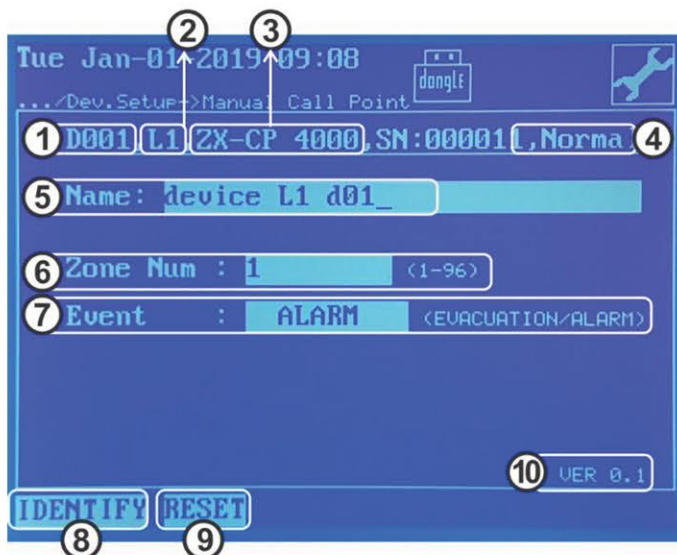 2 3
Tue Jan-01-2019 09:08
dongLE
.../Dev.Setup->Manual Call Point
1 D001,L1,ZX-CP 4000,SN:000011,Norma 4
5 Name: device L1 d01_
6 Zone Num : 1 (1-96)
7 Event : ALARM (EVACUATION/ALARM)
10 VER 0.1
IDENTIFY RESET
8 9